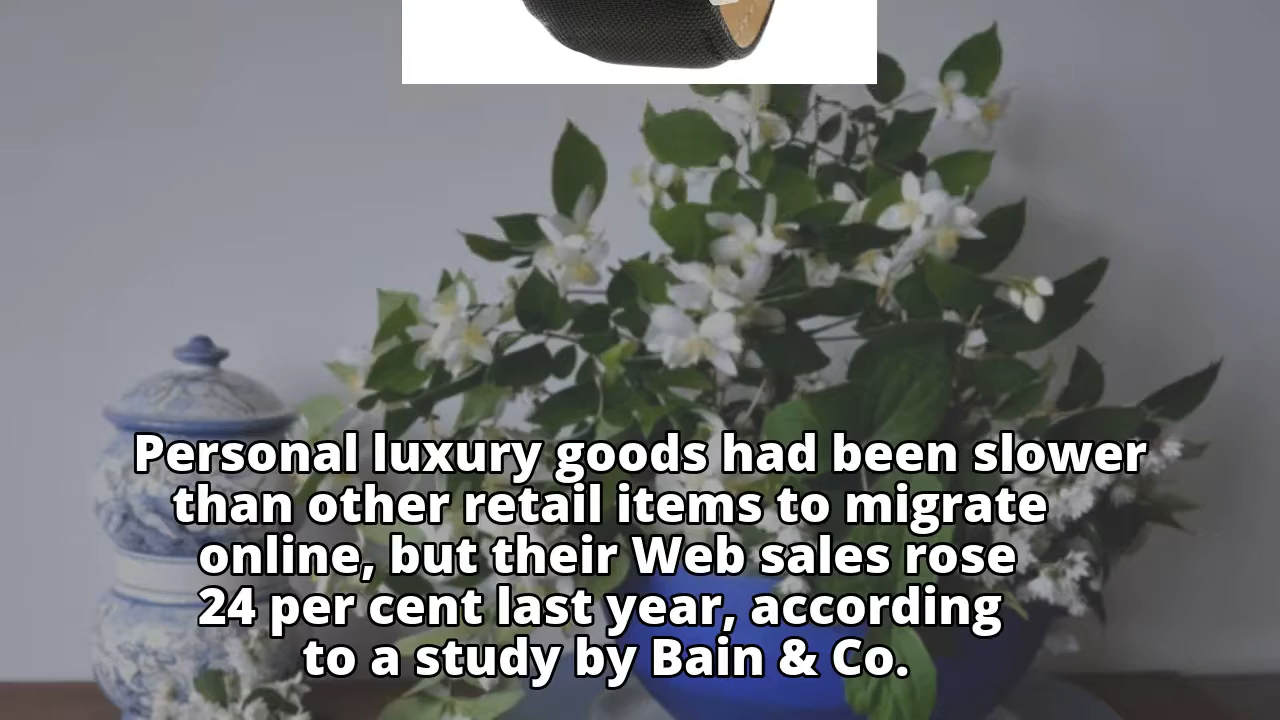 Personal luxury goods had been slower
than other retail items to migrate
online, but their Web sales rose
24 per cent last year, according
to a study by Bain & Co.